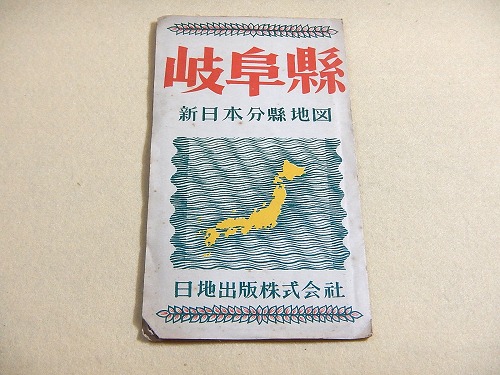 岐阜縣
新日本分縣地図
日地出版株式会社